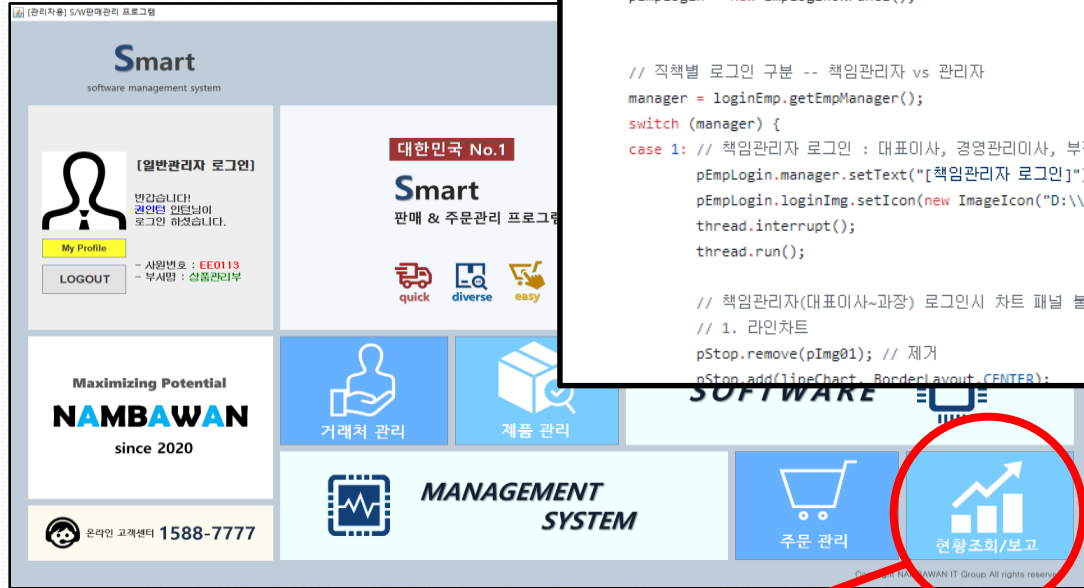 [관리자용] S/W판매관리 프로그램
Smart
software management system
[일반관리자 로그인]
반갑습니다!
권인턴 인턴님이
로그인 하셨습니다.
My Profile
LOGOUT
- 사원번호 : EE0113
- 부서명 : 상품관리부
대한민국 No.1
Smart
판매 & 주문관리 프로그램
quick
diverse
easy
// 직책별 로그인 구분 -- 책임관리자 vs 관리자
manager = loginEmp.getEmpManager();
switch (manager) {
case 1: // 책임관리자 로그인 : 대표이사, 경영관리이사,
pEmpLogin.manager.setText("[책임관리자 로그인]")
pEmpLogin.loginImg.setIcon(new ImageIcon("D:\\
thread.interrupt();
thread.run();
// 책임관리자(대표이사~과장) 로그인시 차트 패널
// 1. 라인차트
pStop.remove(pImg01); // 제거
pStop.add(lineChart, BorderLayout.CENTER);
Maximizing Potential
NAMBAWAN
since 2020
거래처 관리
제품 관리
SOFTWARE
온라인 고객센터 1588-7777
MANAGEMENT
SYSTEM
주문 관리
현황조회/보고
IT Group All rights